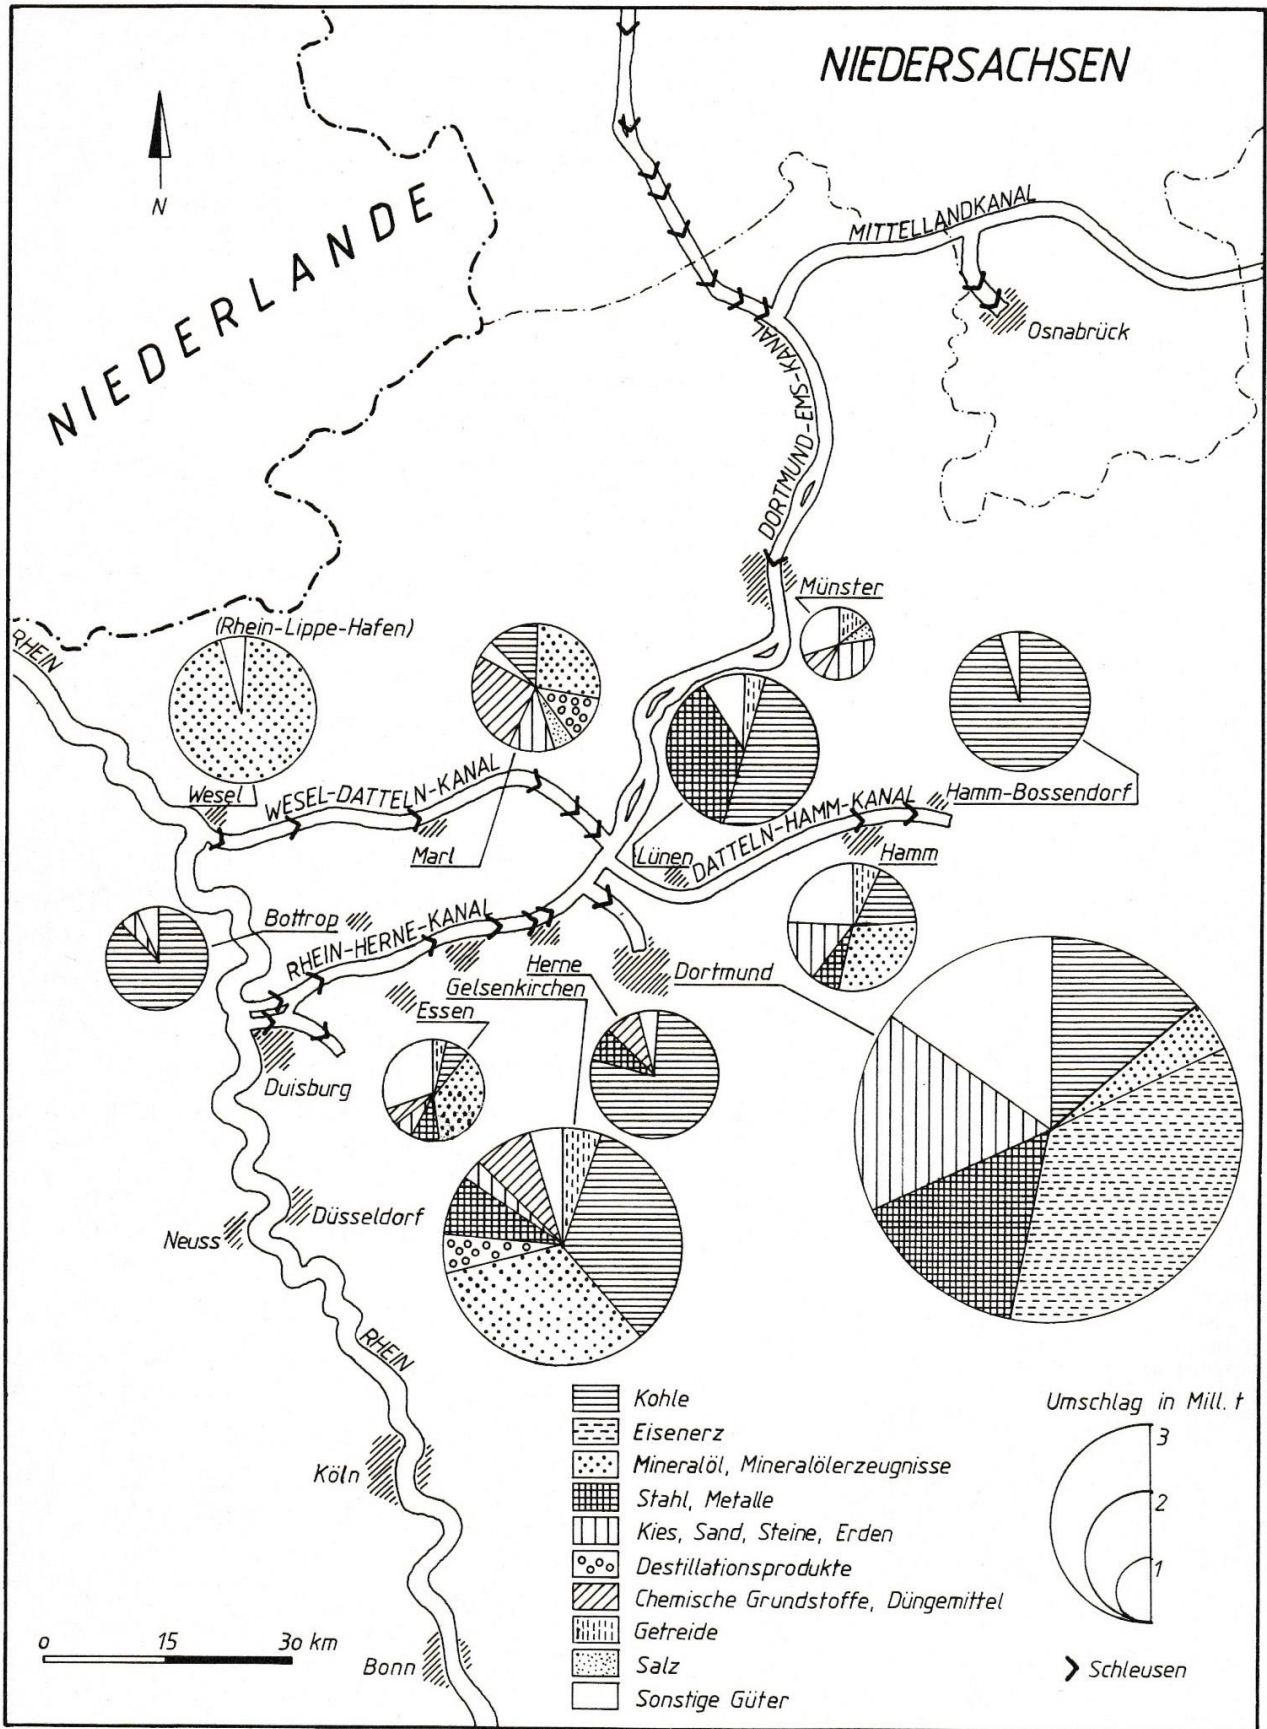 NIEDERSACHSEN
N
NIEDERLANDE
MITTELLANDKANAL
Osnabrück
DORTMUND-EMS-KANAL
Münster
(Rhein-Lippe-Hafen)
RHEIN
Wesel
WESEL-DATTELN-KANAL
Marl
Lünen
DATTELN-HAMM-KANAL
Hamm-Bossendorf
Hamm
Bottrop
RHEIN-HERNE-KANAL
Herne
Gelsenkirchen
Dortmund
Essen
Duisburg
Düsseldorf
Neuss
RHEIN
Köln
Bonn
Kohle
Eisenerz
Mineralöl, Mineralölerzeugnisse
Stahl, Metalle
Kies, Sand, Steine, Erden
Destillationsprodukte
Chemische Grundstoffe, Düngemittel
Getreide
Salz
Sonstige Güter
Umschlag in Mill. t
3
2
1
Schleusen
0 15 30 km